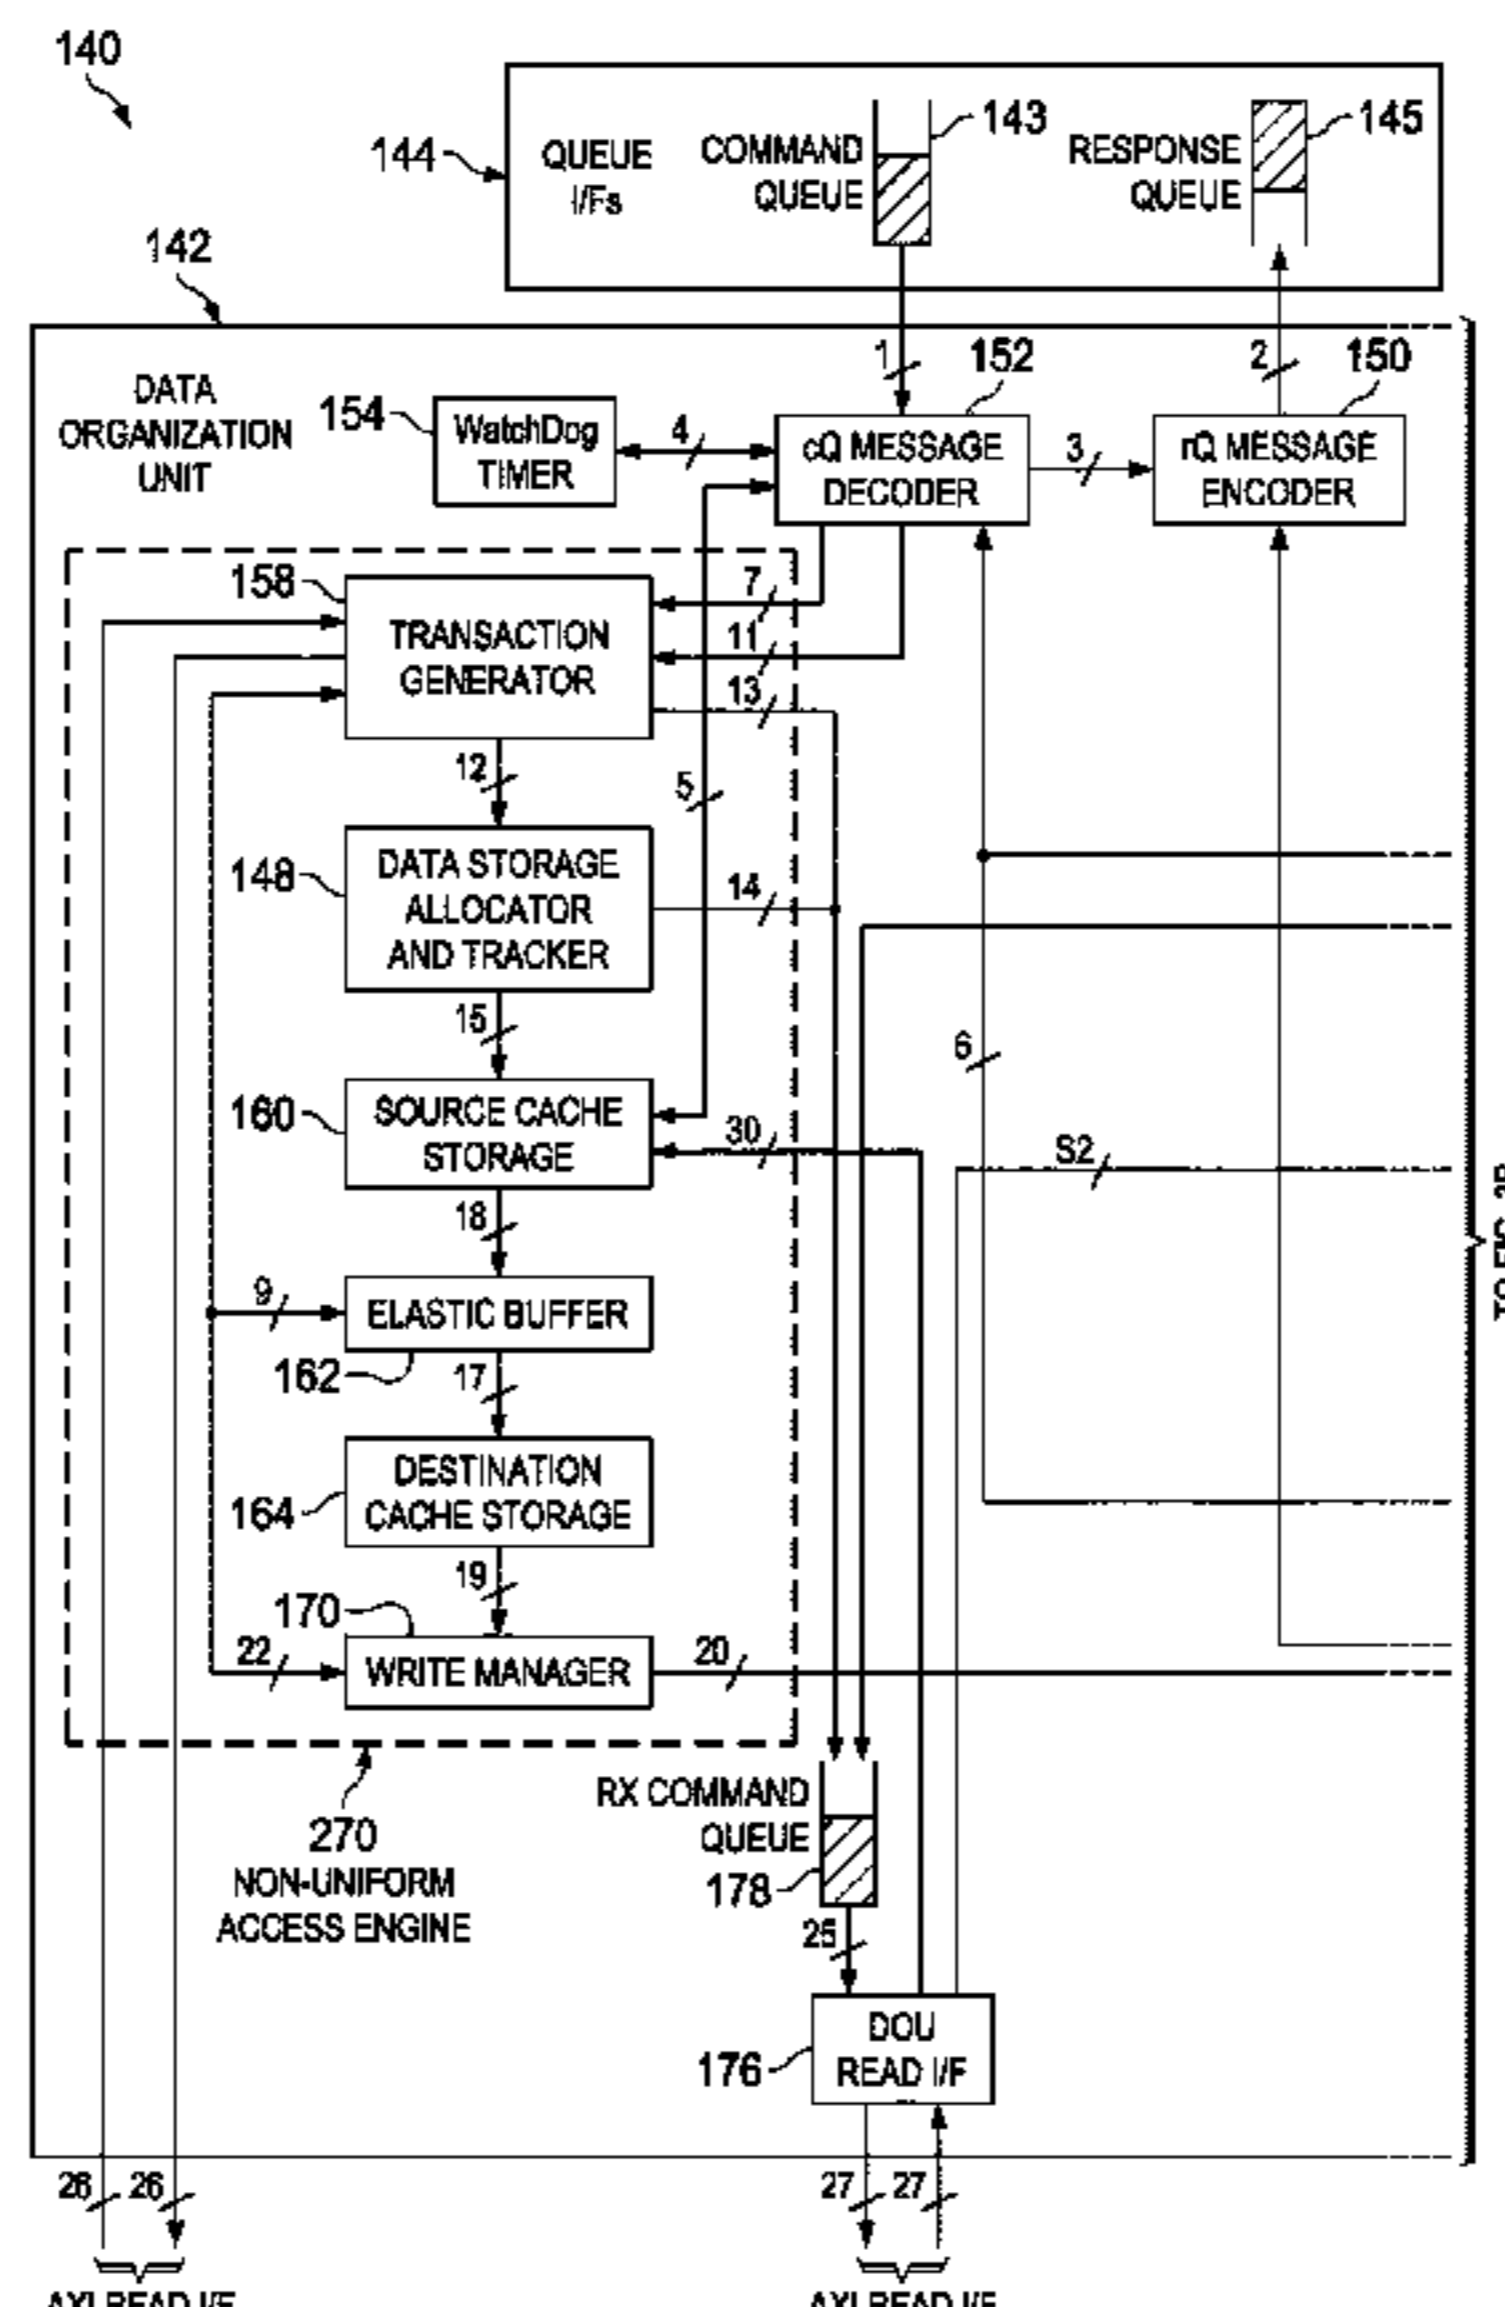 140
144
QUEUE
I/Fs
COMMAND
QUEUE
143
RESPONSE
QUEUE
145
142
DATA
ORGANIZATION
UNIT
1
152
2
150
154
WatchDog
TIMER
4
cQ MESSAGE
DECODER
3
rQ MESSAGE
ENCODER
158
TRANSACTION
GENERATOR
7
11
13
12
5
148
DATA STORAGE
ALLOCATOR
AND TRACKER
14
15
6
160
SOURCE CACHE
STORAGE
30
S2
18
9
ELASTIC BUFFER
162
17
164
DESTINATION
CACHE STORAGE
19
170
22
WRITE MANAGER
20
270
NON-UNIFORM
ACCESS ENGINE
RX COMMAND
QUEUE
178
25
176
DOU
READ I/F
26
26
27
27
AXI READ I/F
AXI READ I/F